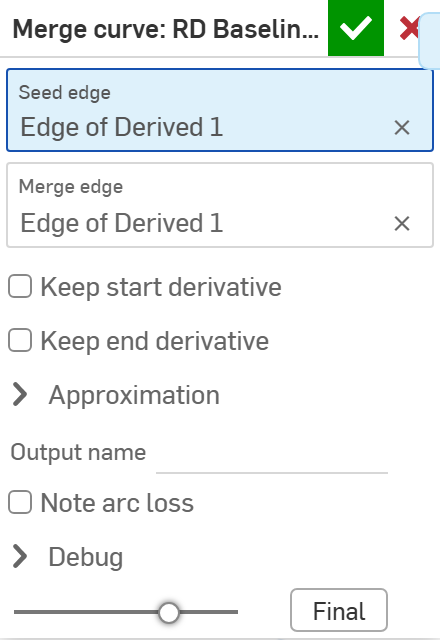 Merge curve: RD Baselin...
Seed edge
Edge of Derived 1
Merge edge
Edge of Derived 1
Keep start derivative
Keep end derivative
Approximation
Output name
Note arc loss
Debug
Final